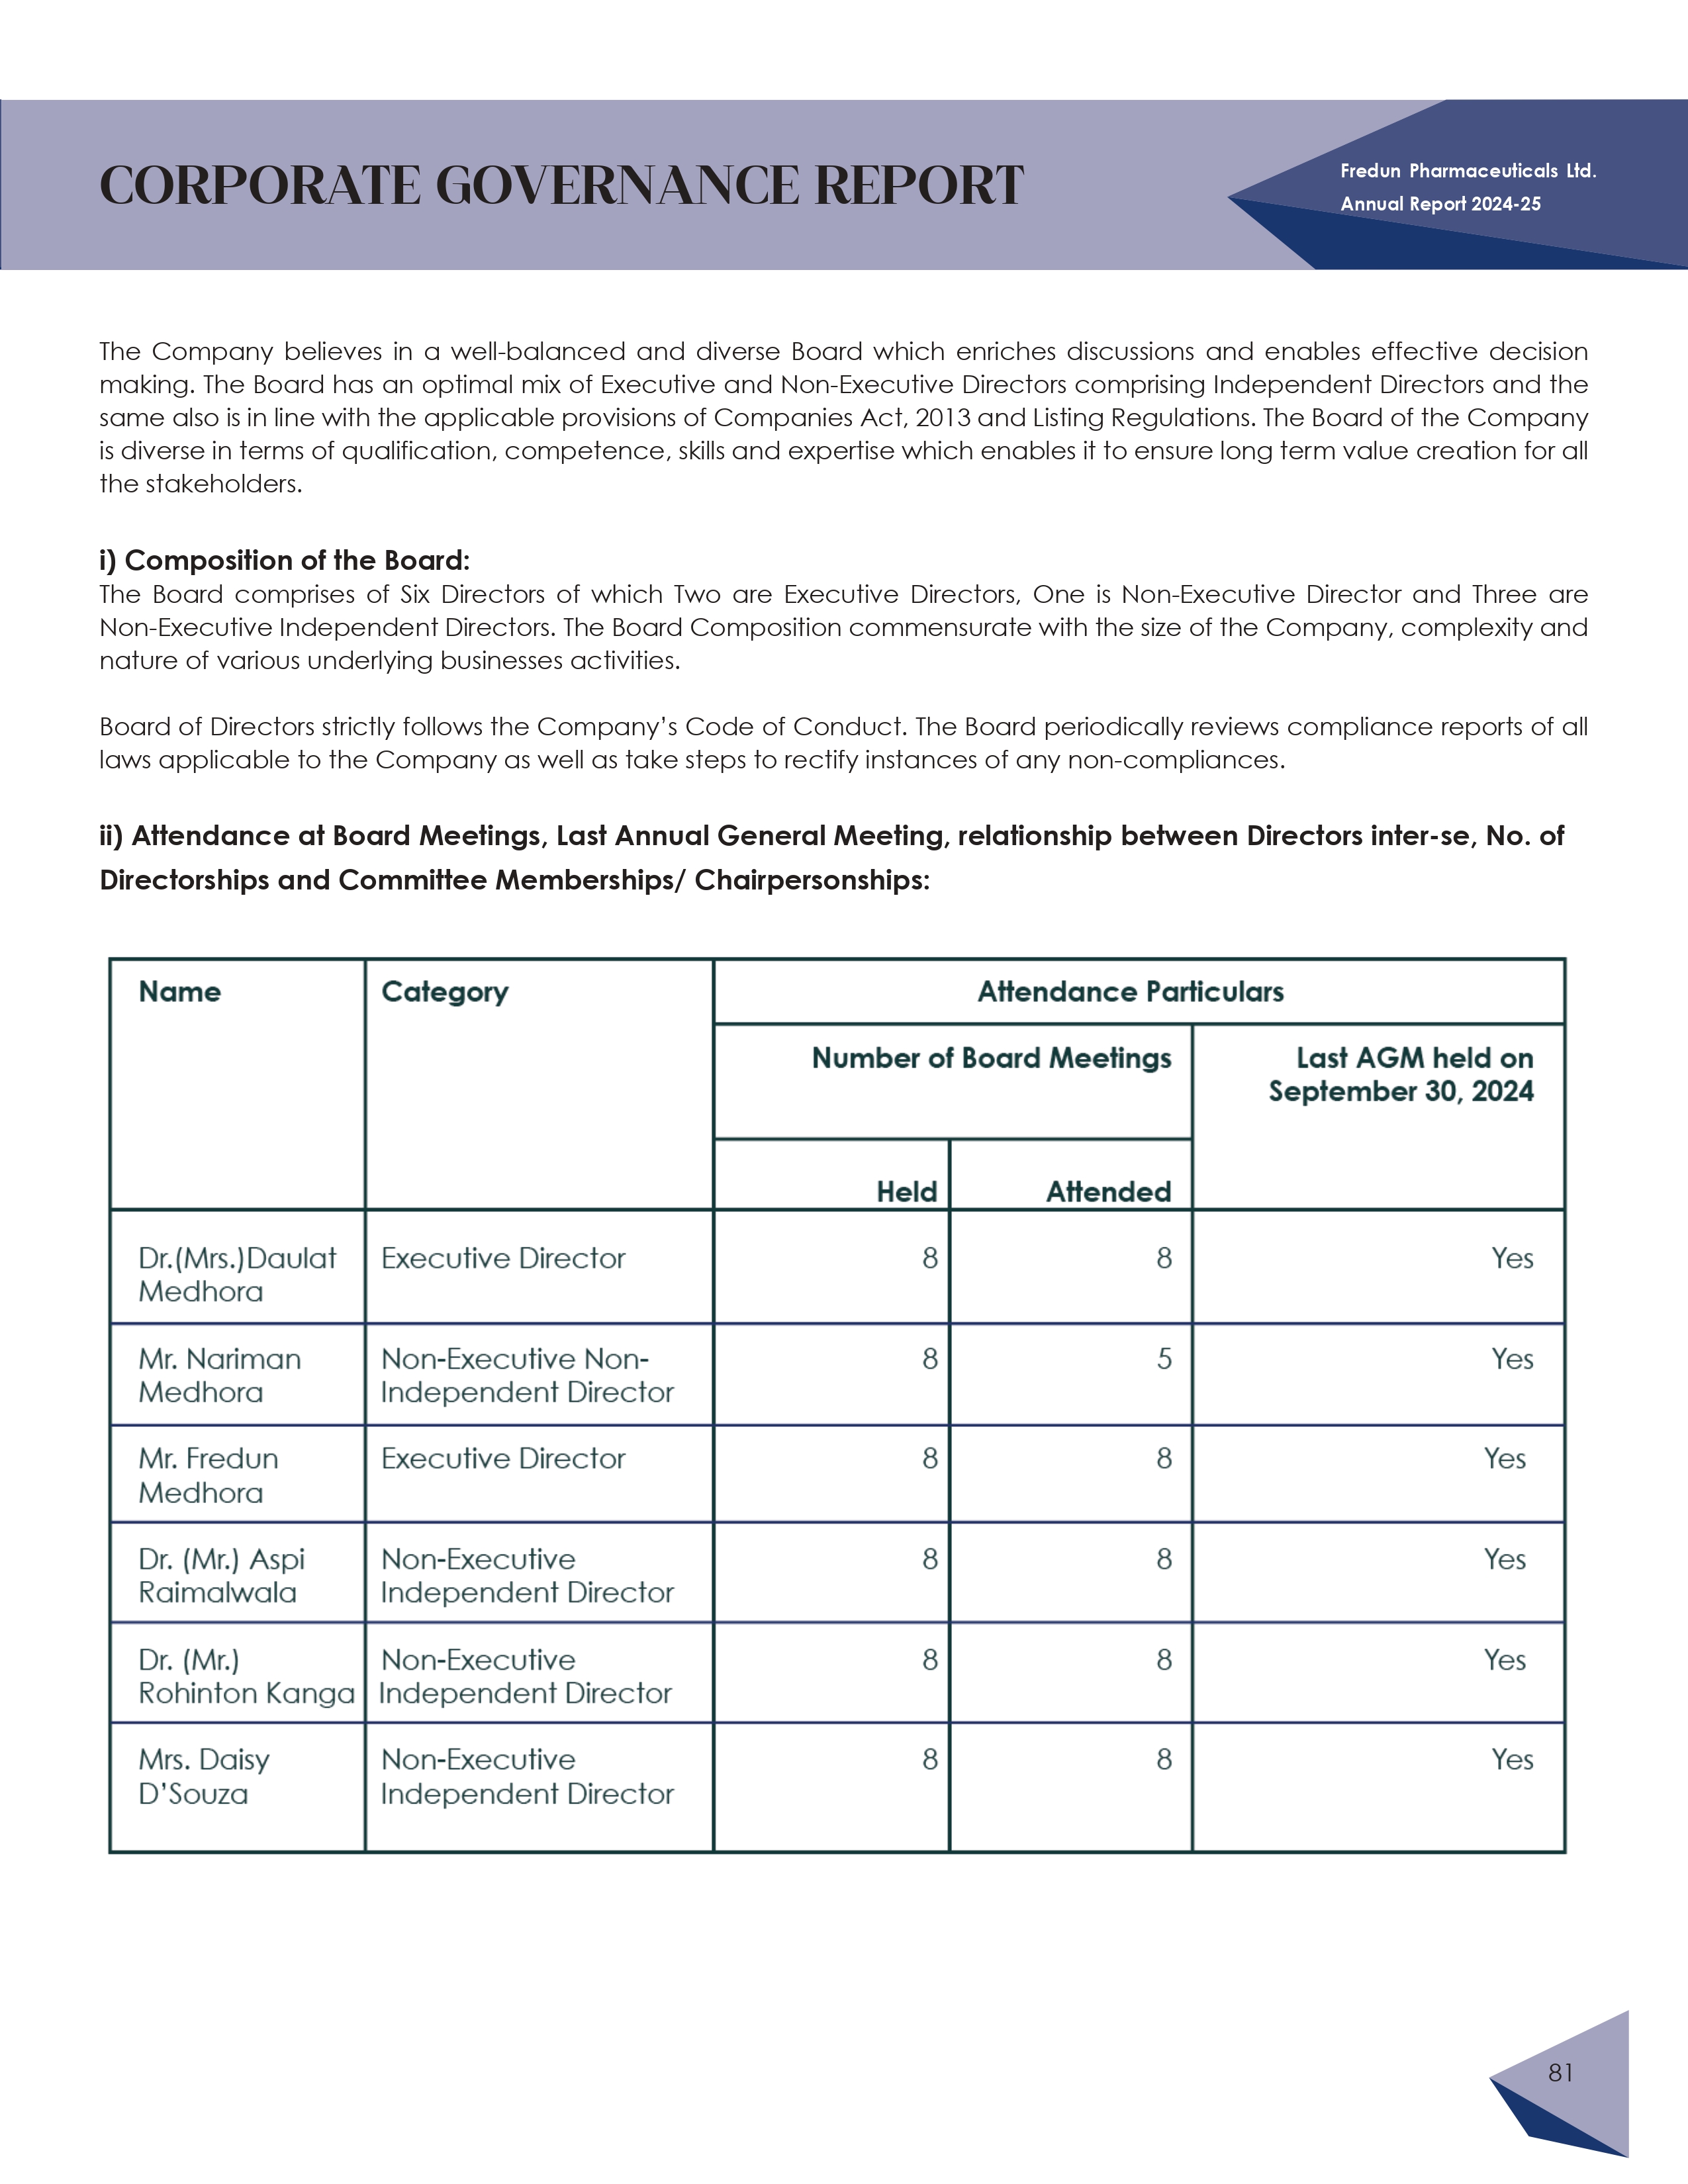 CORPORATE GOVERNANCE REPORT
Fredun Pharmaceuticals Ltd.
Annual Report 2024-25
The Company believes in a well-balanced and diverse Board which enriches discussions and enables effective decision
making. The Board has an optimal mix of Executive and Non-Executive Directors comprising Independent Directors and the
same also is in line with the applicable provisions of Companies Act, 2013 and Listing Regulations. The Board of the Company
is diverse in terms of qualification, competence, skills and expertise which enables it to ensure long term value creation for all
the stakeholders.
i) Composition of the Board:
The Board comprises of Six Directors of which Two are Executive Directors, One is Non-Executive Director and Three are
Non-Executive Independent Directors. The Board Composition commensurate with the size of the Company, complexity and
nature of various underlying businesses activities.
Board of Directors strictly follows the Company’s Code of Conduct. The Board periodically reviews compliance reports of all
laws applicable to the Company as well as take steps to rectify instances of any non-compliances.
ii) Attendance at Board Meetings, Last Annual General Meeting, relationship between Directors inter-se, No. of
Directorships and Committee Memberships/ Chairpersonships:
Name Category Attendance Particulars
Number of Board Meetings Last AGM held on
September 30, 2024
Held Attended
Dr.(Mrs.)Daulat Executive Director 8 8 Yes
Medhora
Mr. Nariman Non-Executive Non- 8 5 Yes
Medhora Independent Director
Mr. Fredun Executive Director 8 8 Yes
Medhora
Dr. (Mr.) Aspi Non-Executive 8 8 Yes
Raimalwala Independent Director
Dr. (Mr.) Non-Executive 8 8 Yes
Rohinton Kanga Independent Director
Mrs. Daisy Non-Executive 8 8 Yes
D’Souza Independent Director
81